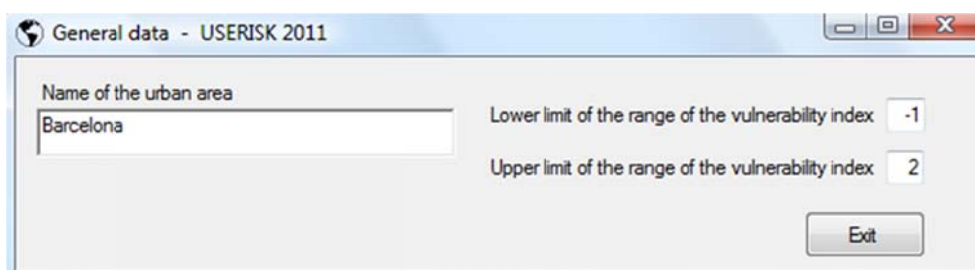 General data - USERISK 2011
Name of the urban area
Barcelona
Lower limit of the range of the vulnerability index -1
Upper limit of the range of the vulnerability index 2
Exit